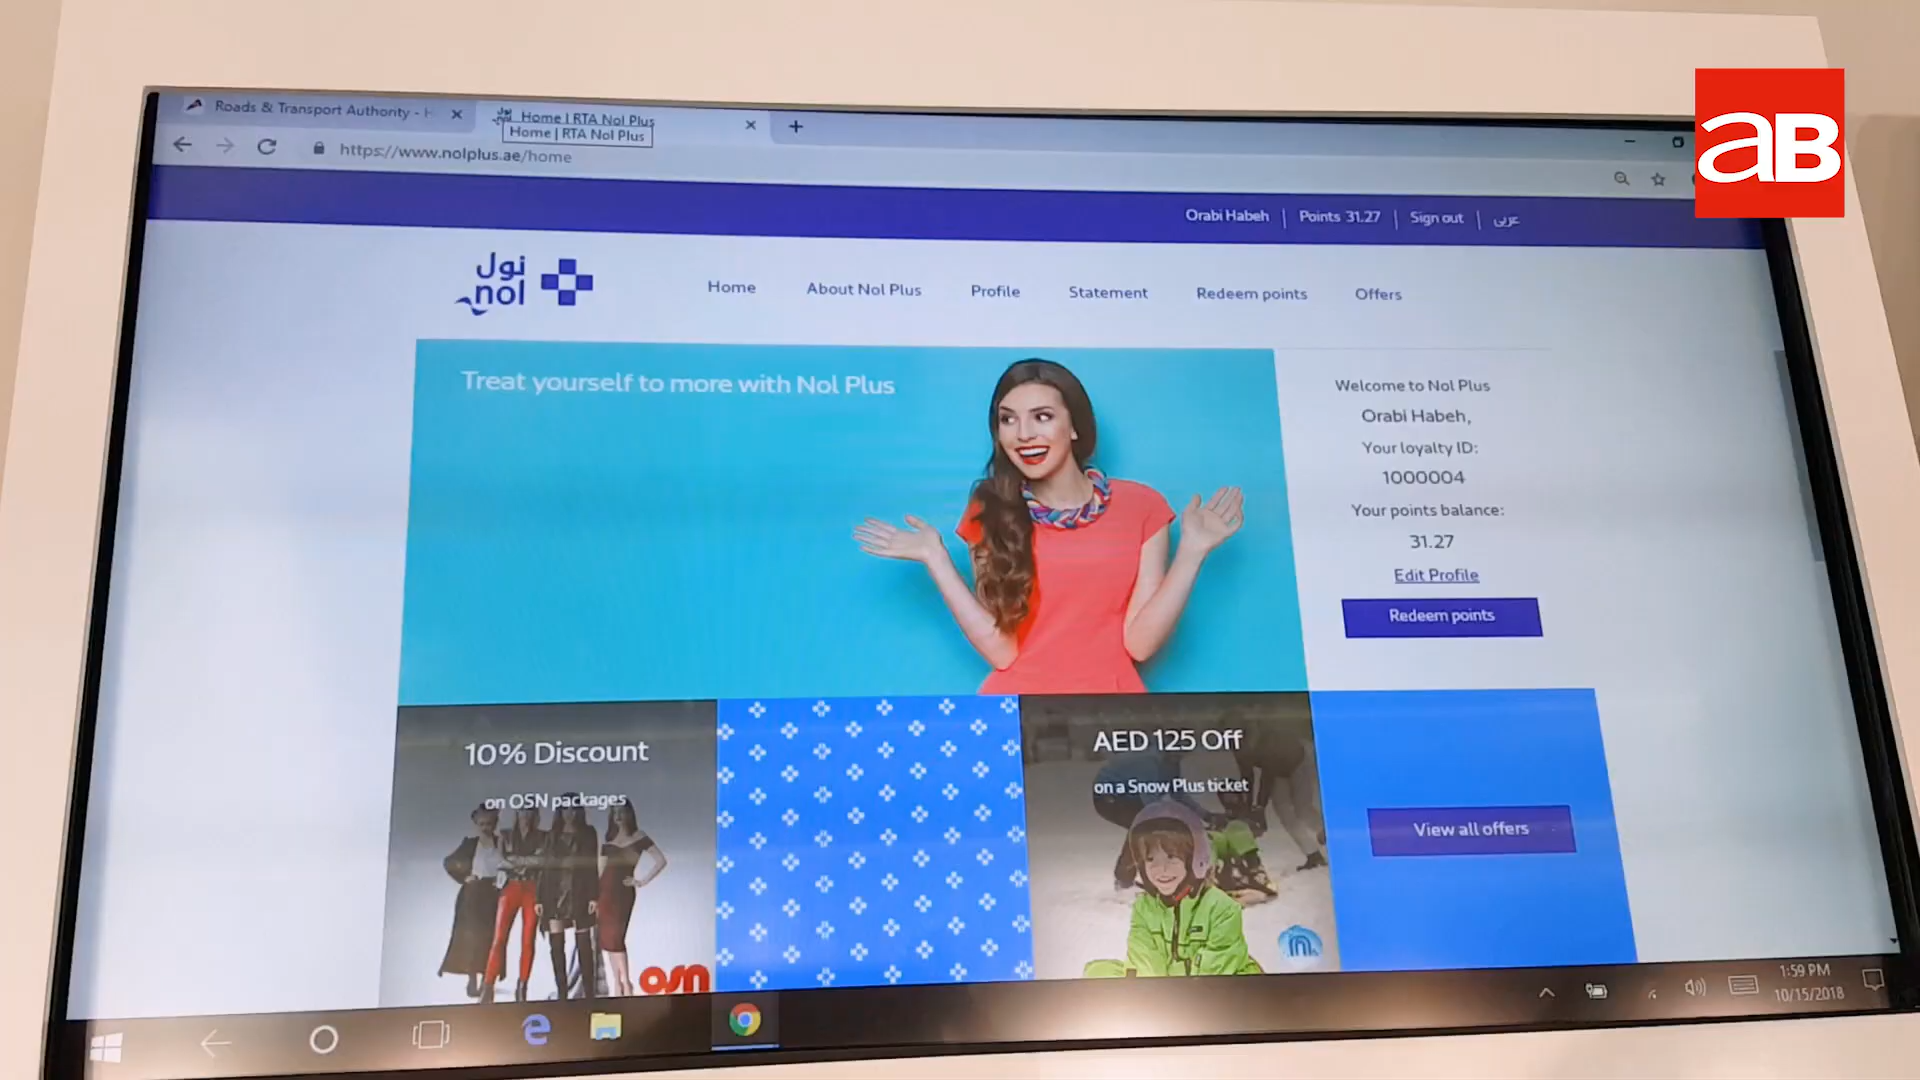 Roads & Transport Authority - H
Home | RTA Nol Plus
Home | RTA Nol Plus
https://www.nolplus.ae/home
aB
Orabi Habeh | Points 31.27 | Sign out | عربي
نول
nol
Home About Nol Plus Profile Statement Redeem points Offers
Treat yourself to more with Nol Plus
Welcome to Nol Plus
Orabi Habeh,
Your loyalty ID:
1000004
Your points balance:
31.27
Edit Profile
Redeem points
10% Discount
on OSN packages
osn
AED 125 Off
on a Snow Plus ticket
View all offers
1:59 PM
10/15/2018